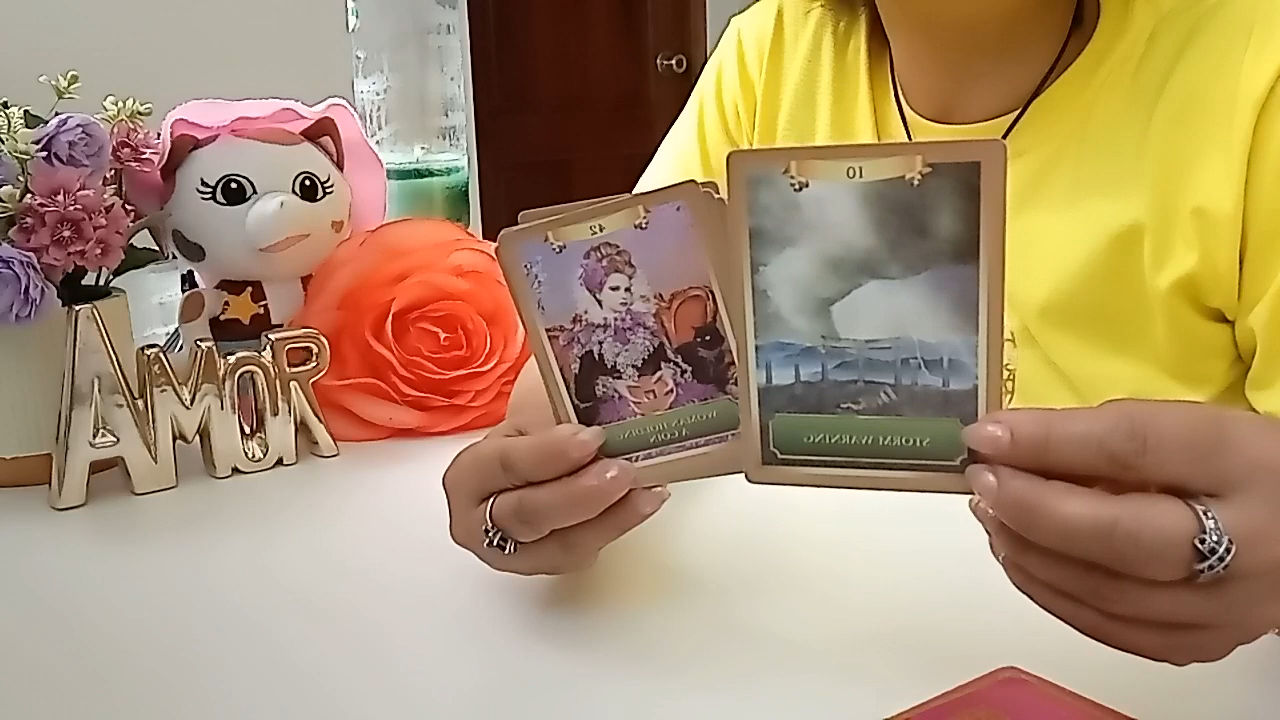 AMOR
42
WOMAN HOLDING
A COIN
10
STORM WARNING